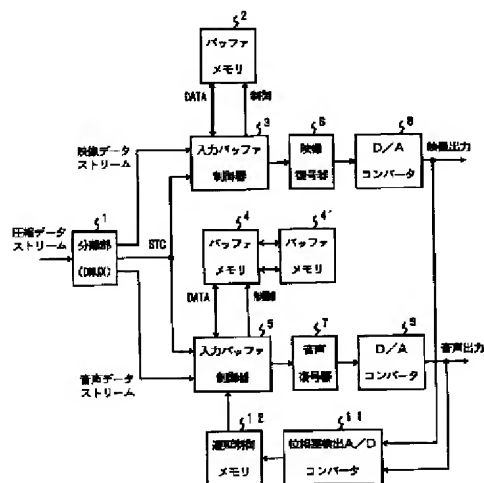 2
バッファ
メモリ
DATA
制御
3
6
8
映像データ
ストリーム
入力バッファ
制御器
映像
復号器
D/A
コンバータ
映像出力
1
圧縮データ
ストリーム
分離部
(DMUX)
STC
4
4'
バッファ
メモリ
バッファ
メモリ
DATA
制御
5
7
9
入力バッファ
制御器
音声
復号器
D/A
コンバータ
音声出力
音声データ
ストリーム
12
11
遅延制御
メモリ
位相差検出A/D
コンバータ